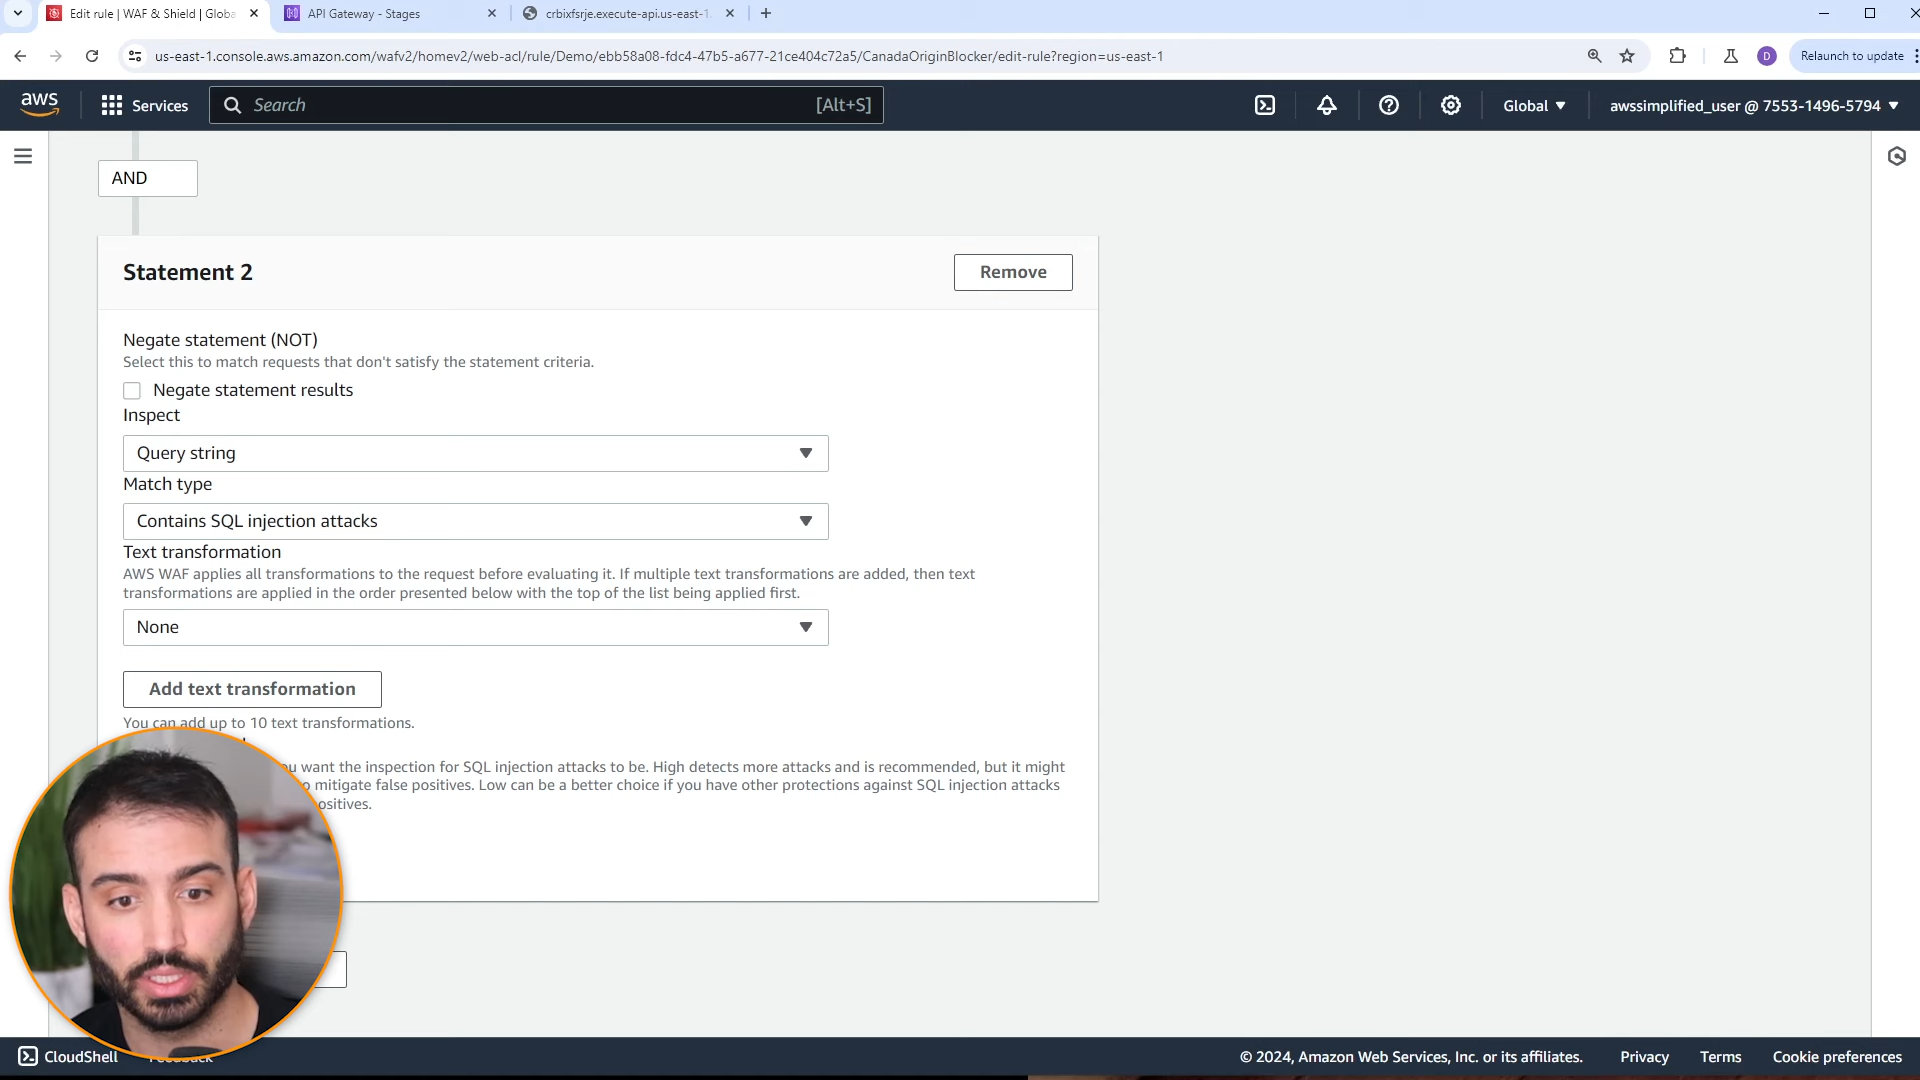 Edit rule | WAF & Shield | Globa
API Gateway - Stages
crbixfsrje.execute-api.us-east-1
us-east-1.console.aws.amazon.com/wafv2/homev2/web-acl/rule/Demo/ebb58a08-fdc4-47b5-a677-21ce404c72a5/CanadaOriginBlocker/edit-rule?region=us-east-1
D
Relaunch to update
aws
Services
Search
[Alt+S]
Global
awssimplified_user @ 7553-1496-5794
AND
Statement 2
Remove
Negate statement (NOT)
Select this to match requests that don't satisfy the statement criteria.
Negate statement results
Inspect
Query string
Match type
Contains SQL injection attacks
Text transformation
AWS WAF applies all transformations to the request before evaluating it. If multiple text transformations are added, then text
transformations are applied in the order presented below with the top of the list being applied first.
None
Add text transformation
You can add up to 10 text transformations.
want the inspection for SQL injection attacks to be. High detects more attacks and is recommended, but it might
mitigate false positives. Low can be a better choice if you have other protections against SQL injection attacks
CloudShell
Feedback
© 2024, Amazon Web Services, Inc. or its affiliates.
Privacy
Terms
Cookie preferences